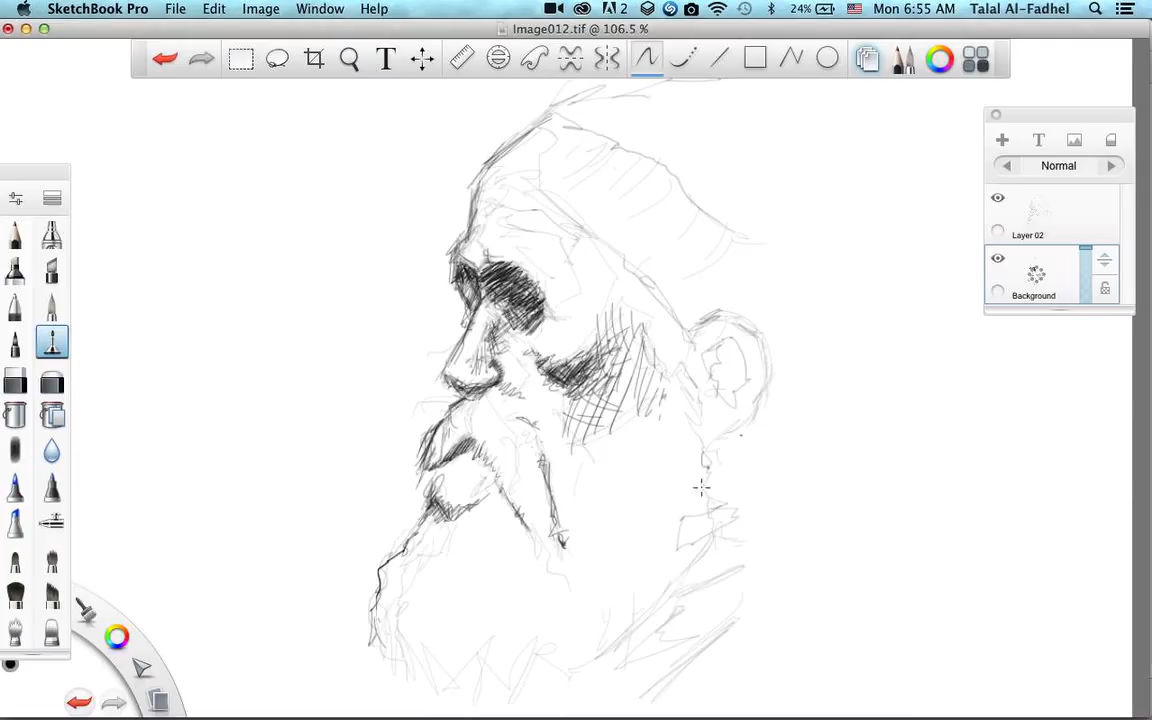 SketchBook Pro File Edit Image Window Help 2 24% Mon 6:55 AM Talal Al-Fadhel
Image012.tif @ 106.5 %
T
T
Normal
Layer 02
Background